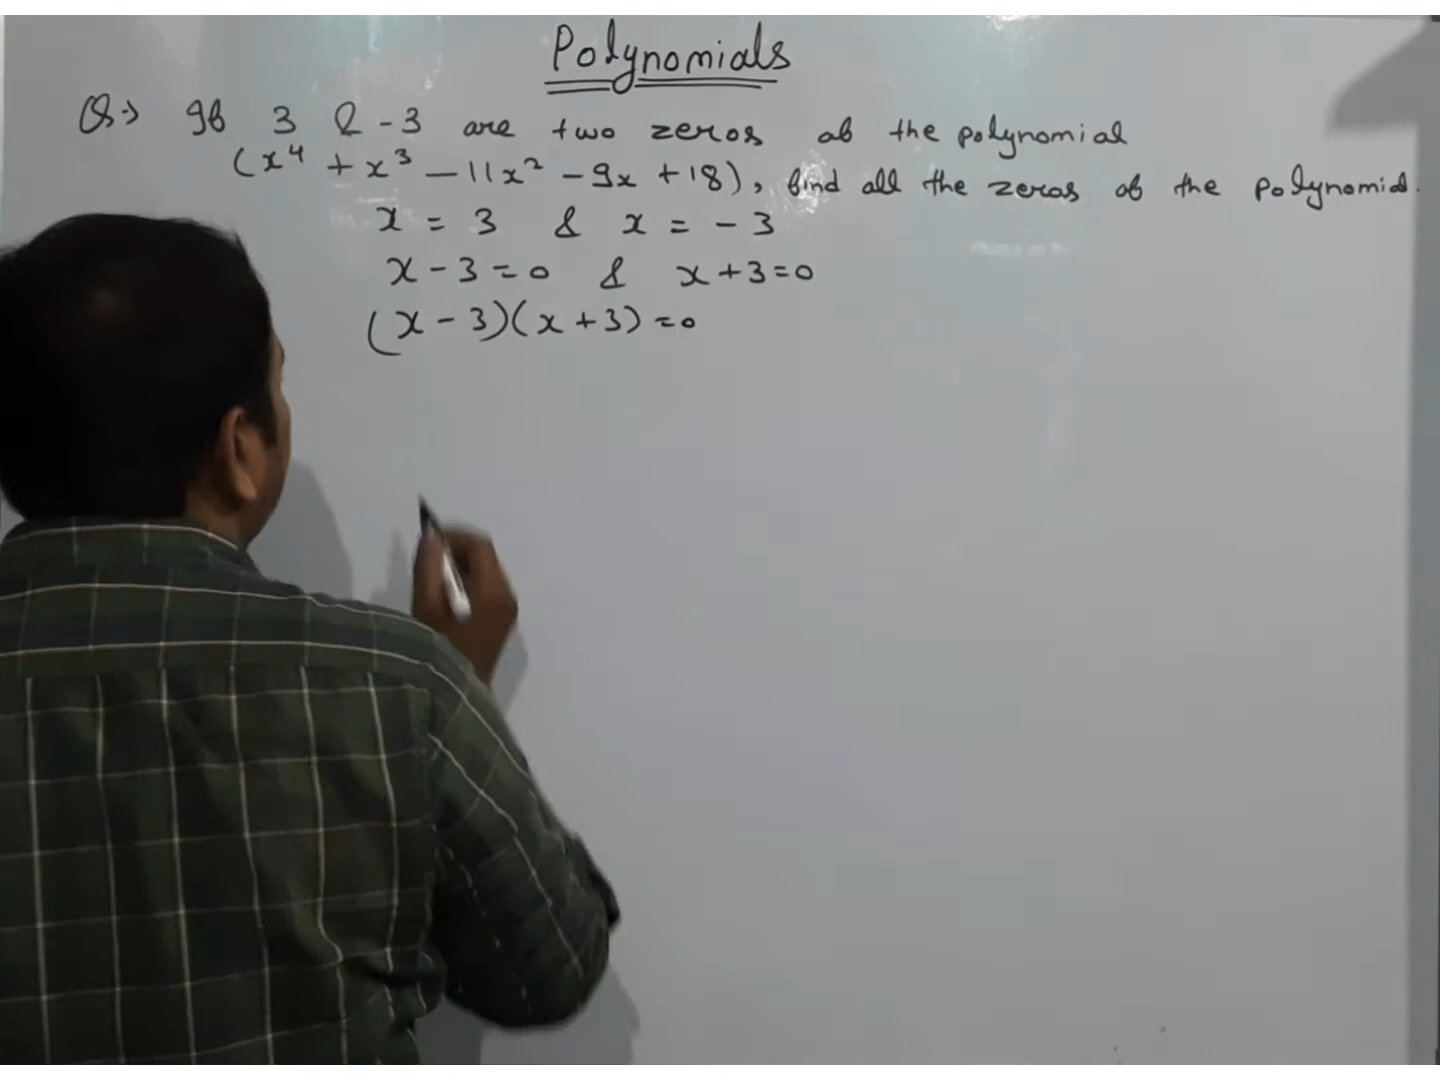 Polynomials
Q→ If 3 & -3 are two zeros of the polynomial
(x⁴ + x³ - 11x² - 9x + 18), find all the zeros of the polynomial.
x = 3 & x = -3
x - 3 = 0 & x + 3 = 0
(x - 3)(x + 3) = 0